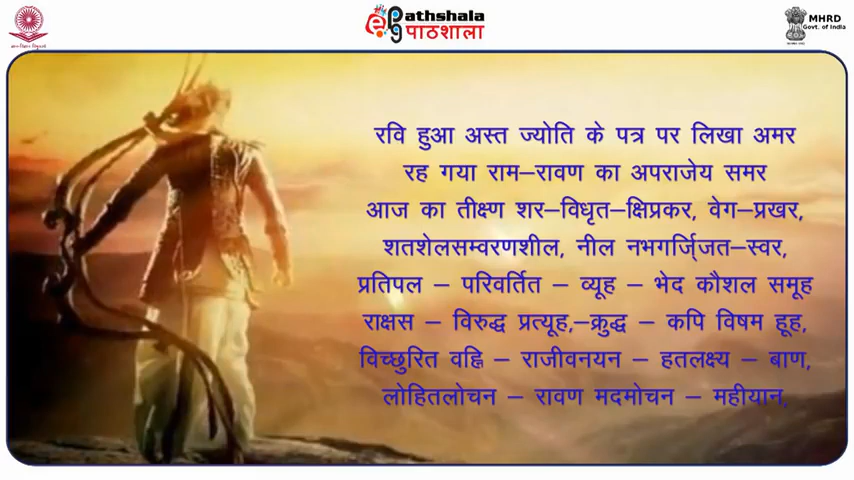 ePathshala
पाठशाला
MHRD
Govt. of India
रवि हुआ अस्त ज्योति के पत्र पर लिखा अमर
रह गया राम–रावण का अपराजेय समर
आज का तीक्ष्ण शर–विधृत–क्षिप्रकर, वेग–प्रखर,
शतशेलसम्वरणशील, नील नभगर्ज्जित–स्वर,
प्रतिपल – परिवर्तित – व्यूह – भेद कौशल समूह
राक्षस – विरुद्ध प्रत्यूह,–क्रुद्ध – कपि विषम हूह,
विच्छुरित वह्नि – राजीवनयन – हतलक्ष्य – बाण,
लोहितलोचन – रावण मदमोचन – महीयान,